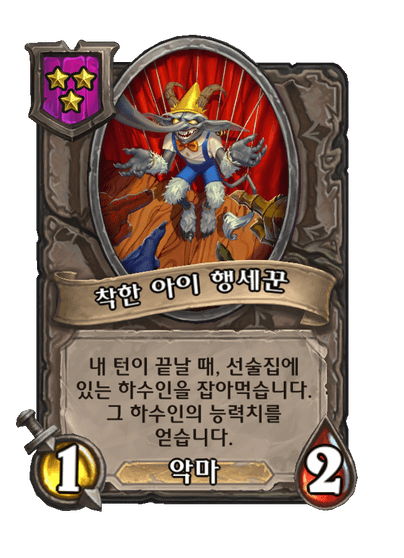 착한 아이 행세꾼
내 턴이 끝날 때, 선술집에
있는 하수인을 잡아먹습니다.
그 하수인의 능력치를
얻습니다.
악마
1
2